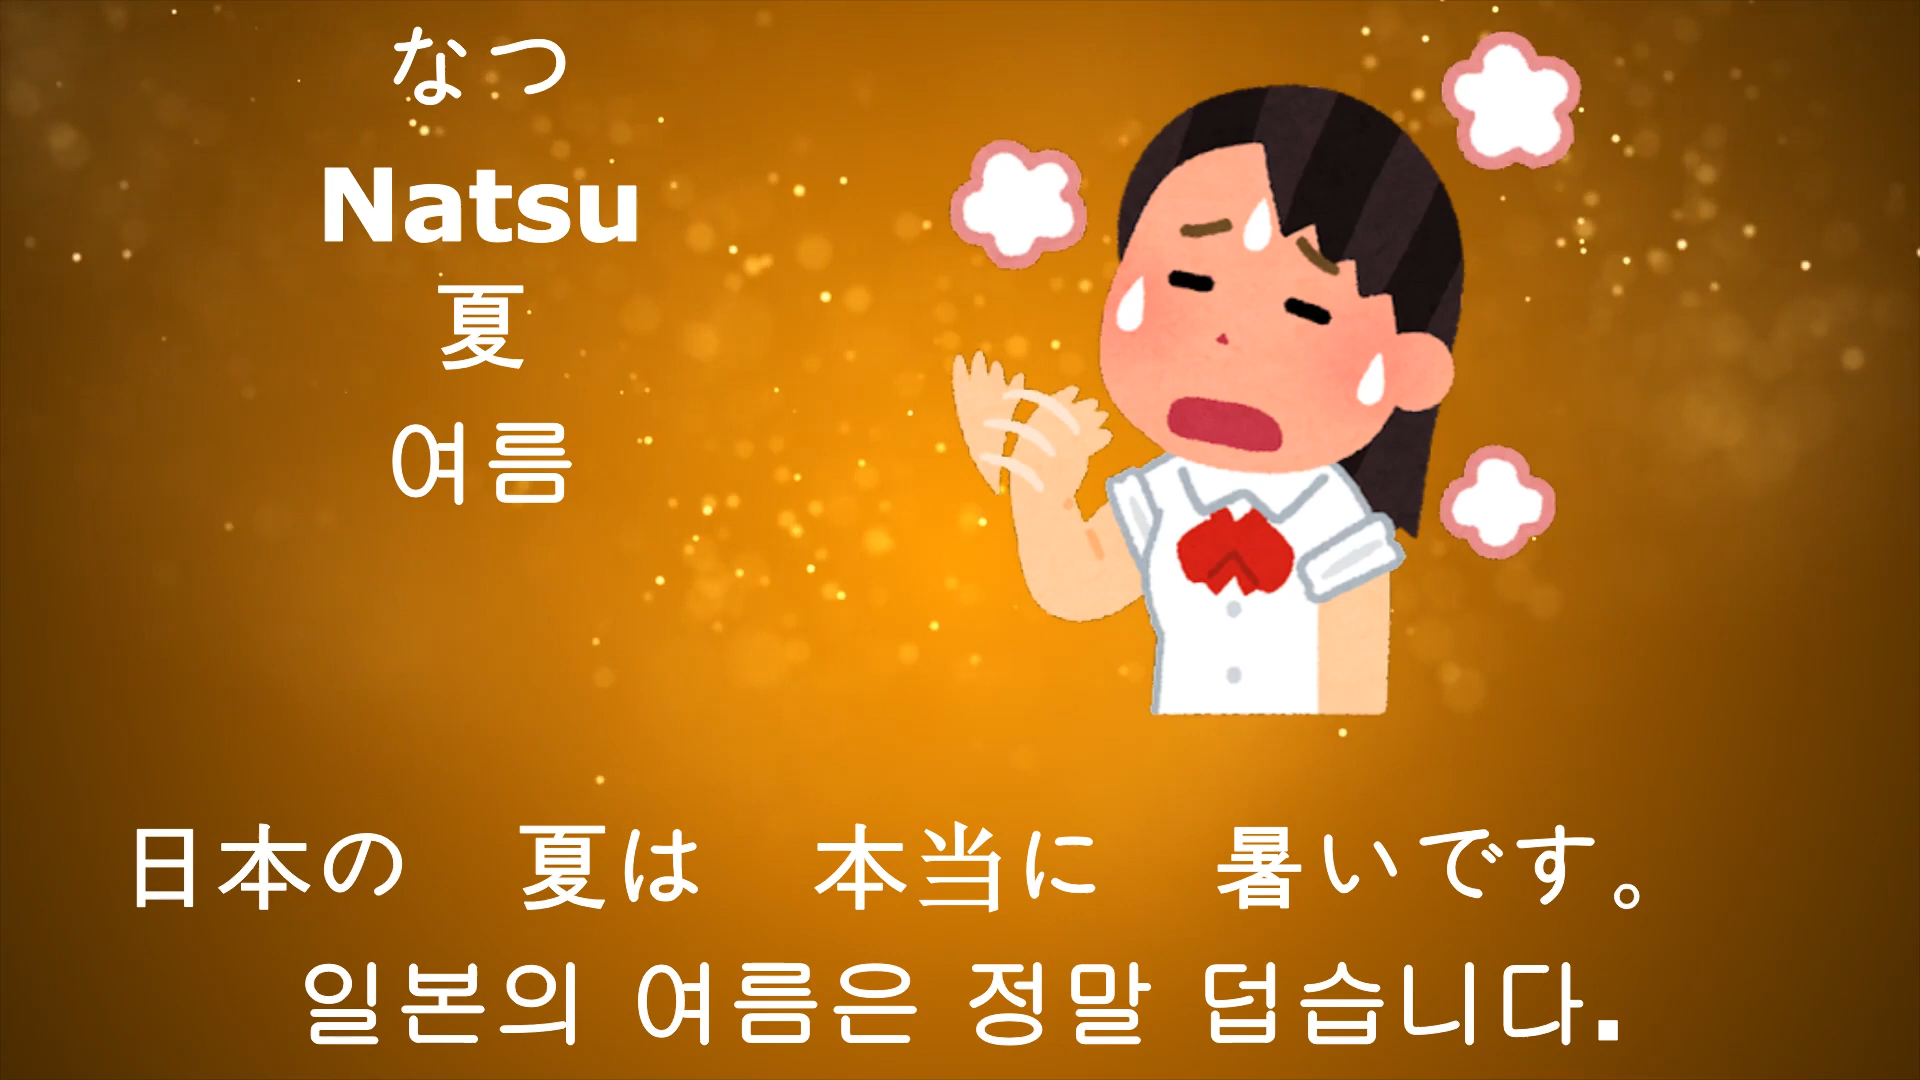 なつ
Natsu
夏
여름
日本の　夏は　本当に　暑いです。
일본의 여름은 정말 덥습니다.